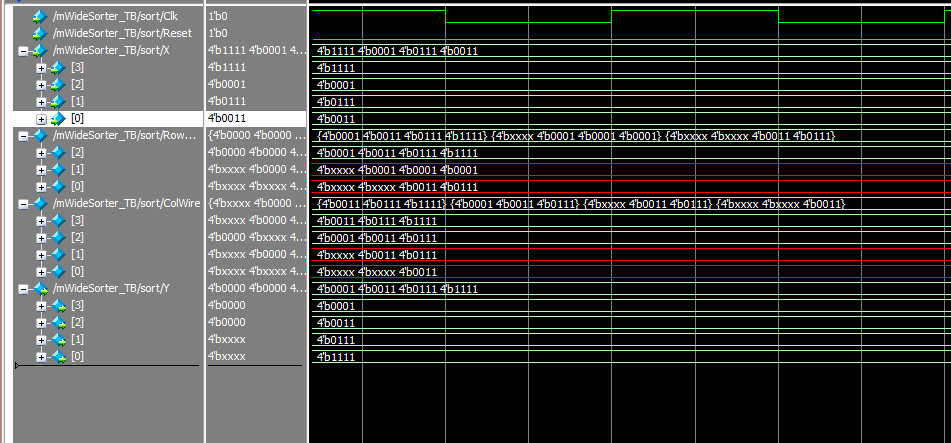 /mWideSorter_TB/sort/Clk 1'b0
/mWideSorter_TB/sort/Reset 1'b0
/mWideSorter_TB/sort/X 4'b1111 4'b0001 4... 4'b1111 4'b0001 4'b0111 4'b0011
[3] 4'b1111 4'b1111
[2] 4'b0001 4'b0001
[1] 4'b0111 4'b0111
[0] 4'b0011 4'b0011
/mWideSorter_TB/sort/Row... {4'b0000 4'b0000 ... {4'b0001 4'b0011 4'b0111 4'b1111} {4'bxxxx 4'b0001 4'b0001 4'b0001} {4'bxxxx 4'bxxxx 4'b0011 4'b0111}
[2] 4'b0000 4'b0000 4... 4'b0001 4'b0011 4'b0111 4'b1111
[1] 4'bxxxx 4'b0000 4... 4'bxxxx 4'b0001 4'b0001 4'b0001
[0] 4'bxxxx 4'bxxxx 4... 4'bxxxx 4'bxxxx 4'b0011 4'b0111
/mWideSorter_TB/sort/ColWire {4'bxxxx 4'b0000 ... {4'b0011 4'b0111 4'b1111} {4'b0001 4'b0011 4'b0111} {4'bxxxx 4'b0011 4'b0111} {4'bxxxx 4'bxxxx 4'b0011}
[3] 4'bxxxx 4'b0000 4... 4'b0011 4'b0111 4'b1111
[2] 4'b0000 4'bxxxx 4... 4'b0001 4'b0011 4'b0111
[1] 4'bxxxx 4'b0000 4... 4'bxxxx 4'b0011 4'b0111
[0] 4'bxxxx 4'bxxxx 4... 4'bxxxx 4'bxxxx 4'b0011
/mWideSorter_TB/sort/Y 4'b0000 4'b0000 4... 4'b0001 4'b0011 4'b0111 4'b1111
[3] 4'b0000 4'b0001
[2] 4'b0000 4'b0011
[1] 4'bxxxx 4'b0111
[0] 4'bxxxx 4'b1111